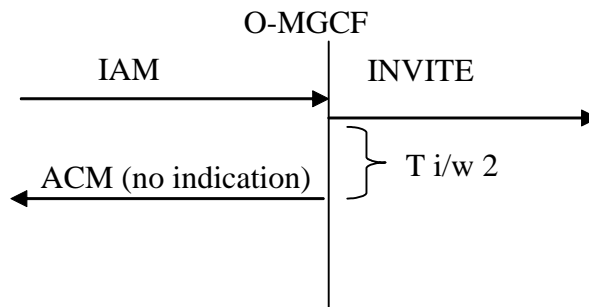 O-MGCF
IAM
INVITE
T i/w 2
ACM (no indication)